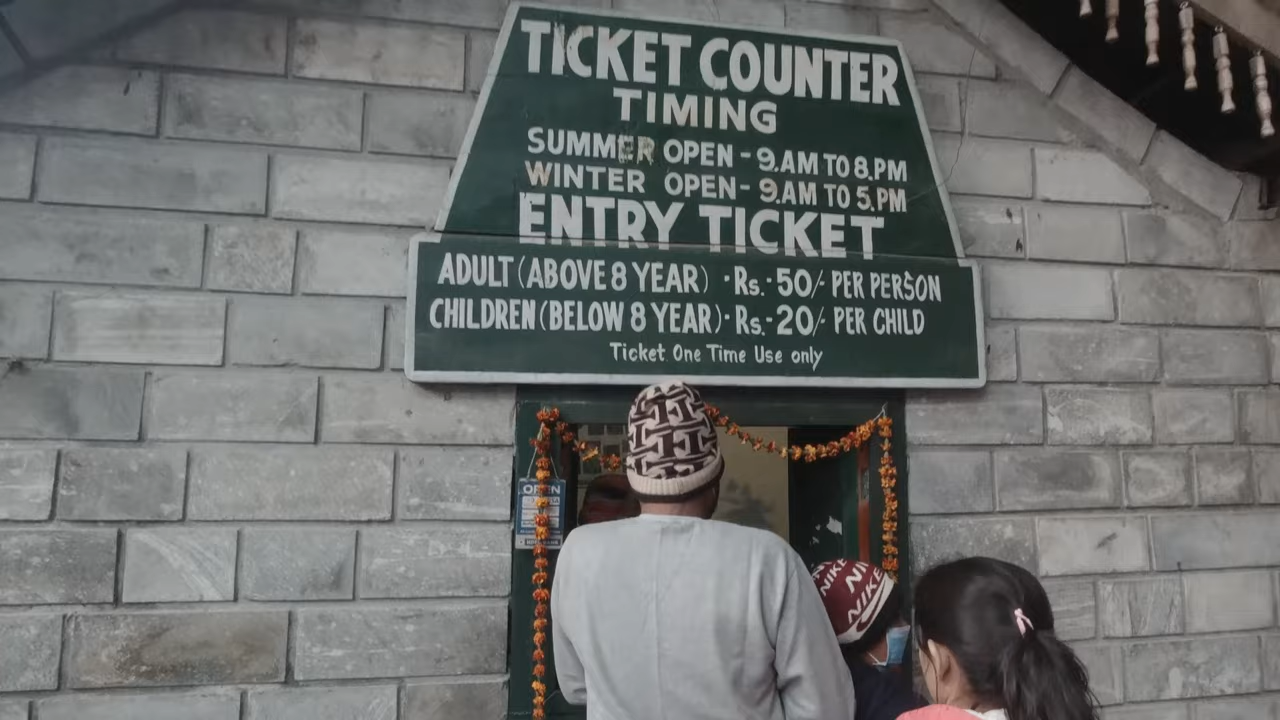 TICKET COUNTER
TIMING
SUMMER OPEN - 9.AM TO 8.PM
WINTER OPEN - 9.AM TO 5.PM
ENTRY TICKET
ADULT (ABOVE 8 YEAR) · Rs.- 50/- PER PERSON
CHILDREN (BELOW 8 YEAR) · Rs.- 20/- PER CHILD
Ticket One Time Use only
OPEN
NIKE
NIKE